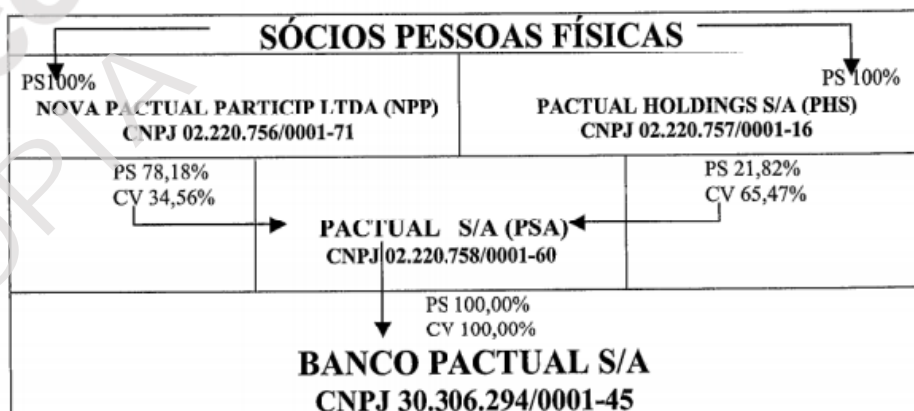 SÓCIOS PESSOAS FÍSICAS
PS100%
PS 100%
NOVA PACTUAL PARTICIP LTDA (NPP)
CNPJ 02.220.756/0001-71
PACTUAL HOLDINGS S/A (PHS)
CNPJ 02.220.757/0001-16
PS 78,18%
CV 34,56%
PS 21,82%
CV 65,47%
PACTUAL S/A (PSA)
CNPJ 02.220.758/0001-60
PS 100,00%
CV 100,00%
BANCO PACTUAL S/A
CNPJ 30.306.294/0001-45